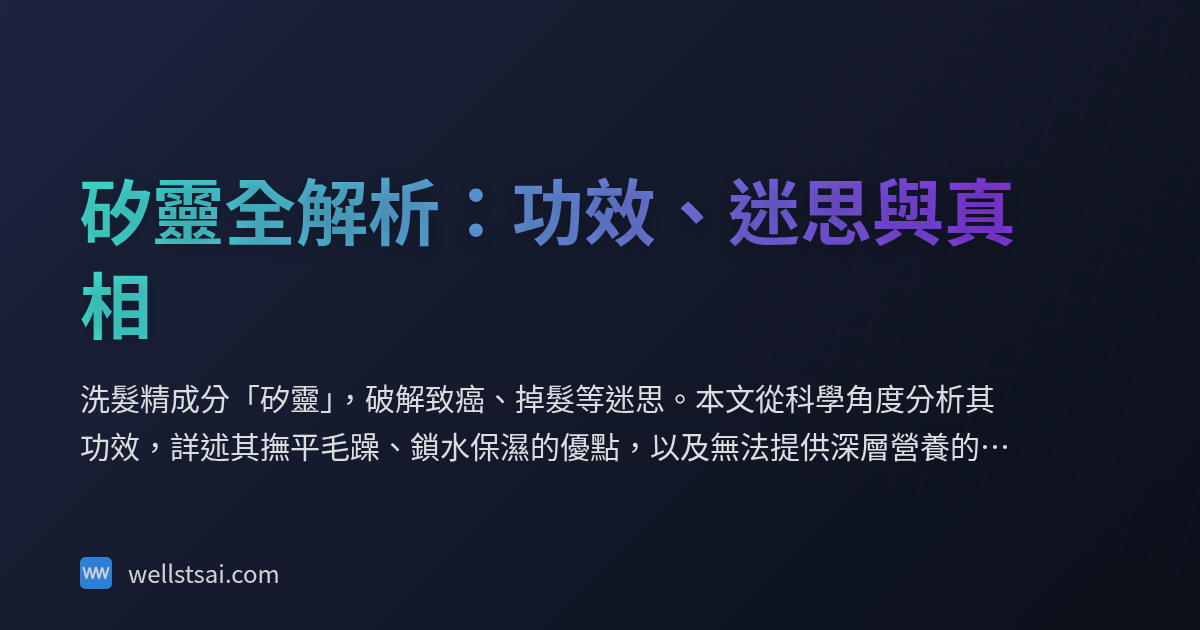 矽靈全解析：功效、迷思與真
相
洗髮精成分「矽靈」，破解致癌、掉髮等迷思。本文從科學角度分析其
功效，詳述其撫平毛躁、鎖水保濕的優點，以及無法提供深層營養的…
wellstsai.com